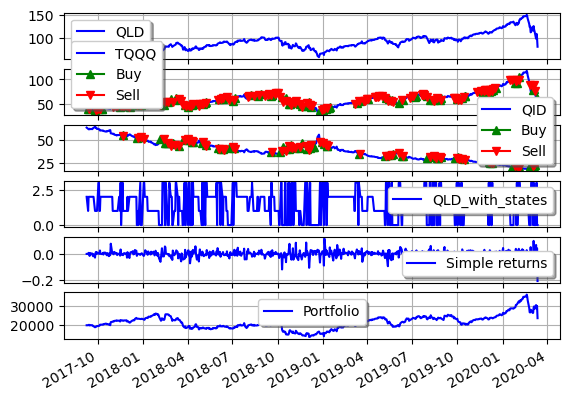 150
100
QLD
100
50
TQQQ
Buy
Sell
50
25
QID
Buy
Sell
2.5
0.0
QLD_with_states
0.0
−0.2
Simple returns
30000
20000
Portfolio
2017-10
2018-01
2018-04
2018-07
2018-10
2019-01
2019-04
2019-07
2019-10
2020-01
2020-04